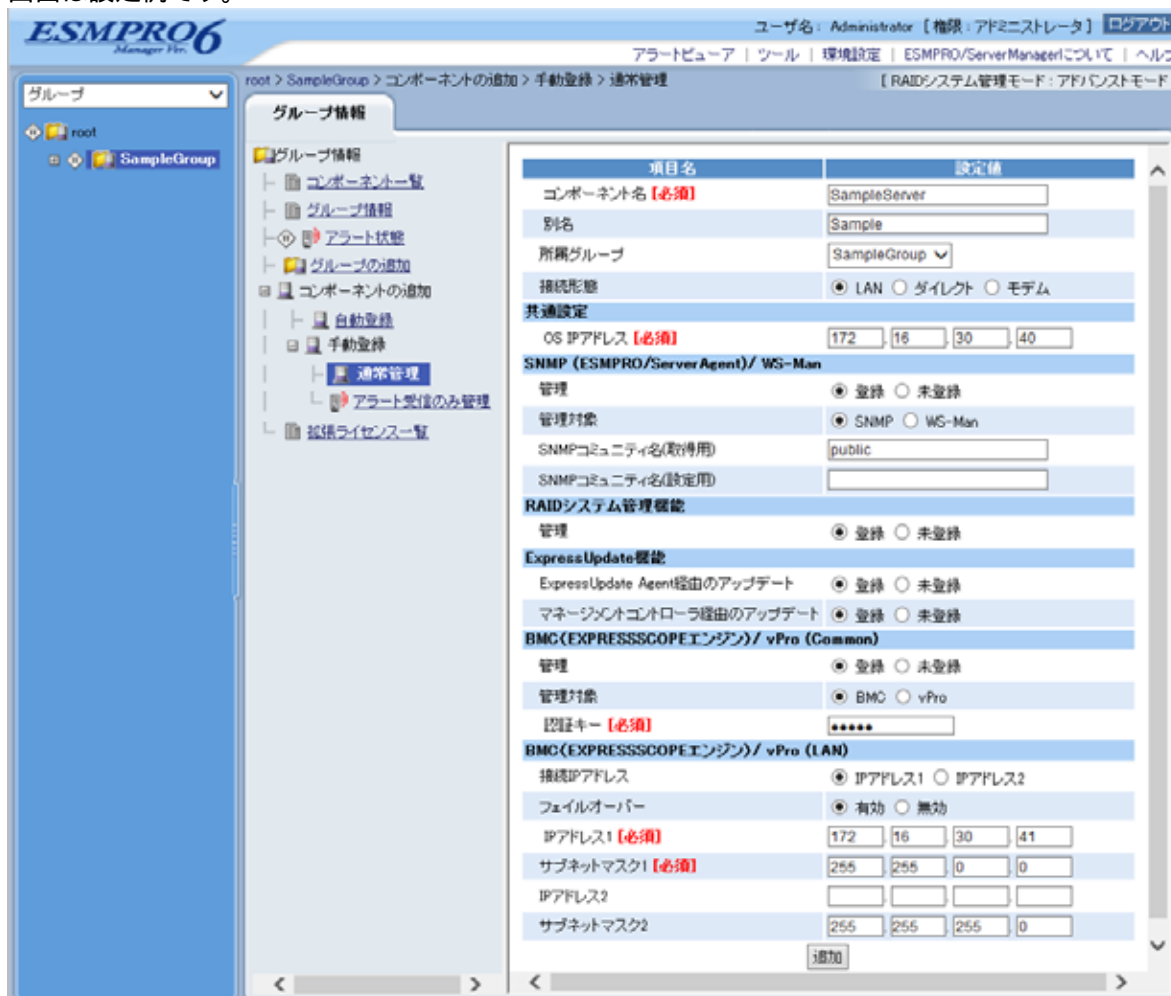 画面は設定例です。
ESMPRO6
Manager Ver.
ユーザ名: Administrator [権限:アドミニストレータ] ログアウト
アラートビューア | ツール | 環境設定 | ESMPRO/ServerManagerについて | ヘルプ
グループ
root > SampleGroup > コンポーネントの追加 > 手動登録 > 通常管理
[RAIDシステム管理モード:アドバンストモード
root
SampleGroup
グループ情報
グループ情報
コンポーネント一覧
グループ情報
アラート状態
グループの追加
コンポーネントの追加
自動登録
手動登録
通常管理
アラート受信のみ管理
拡張ライセンス一覧
項目名 設定値
コンポーネント名 [必須] SampleServer
別名 Sample
所属グループ SampleGroup
接続形態 LAN ダイレクト モデム
共通設定
OS IPアドレス [必須] 172 . 16 . 30 . 40
SNMP (ESMPRO/ServerAgent)/ WS-Man
管理 登録 未登録
管理対象 SNMP WS-Man
SNMPコミュニティ名(取得用) public
SNMPコミュニティ名(設定用)
RAIDシステム管理機能
管理 登録 未登録
ExpressUpdate機能
ExpressUpdate Agent経由のアップデート 登録 未登録
マネージメントコントローラ経由のアップデート 登録 未登録
BMC(EXPRESSSCOPEエンジン)/ vPro (Common)
管理 登録 未登録
管理対象 BMC vPro
認証キー [必須] •••••
BMC(EXPRESSSCOPEエンジン)/ vPro (LAN)
接続IPアドレス IPアドレス1 IPアドレス2
フェイルオーバー 有効 無効
IPアドレス1 [必須] 172 . 16 . 30 . 41
サブネットマスク1 [必須] 255 . 255 . 0 . 0
IPアドレス2
サブネットマスク2 255 . 255 . 255 . 0
追加